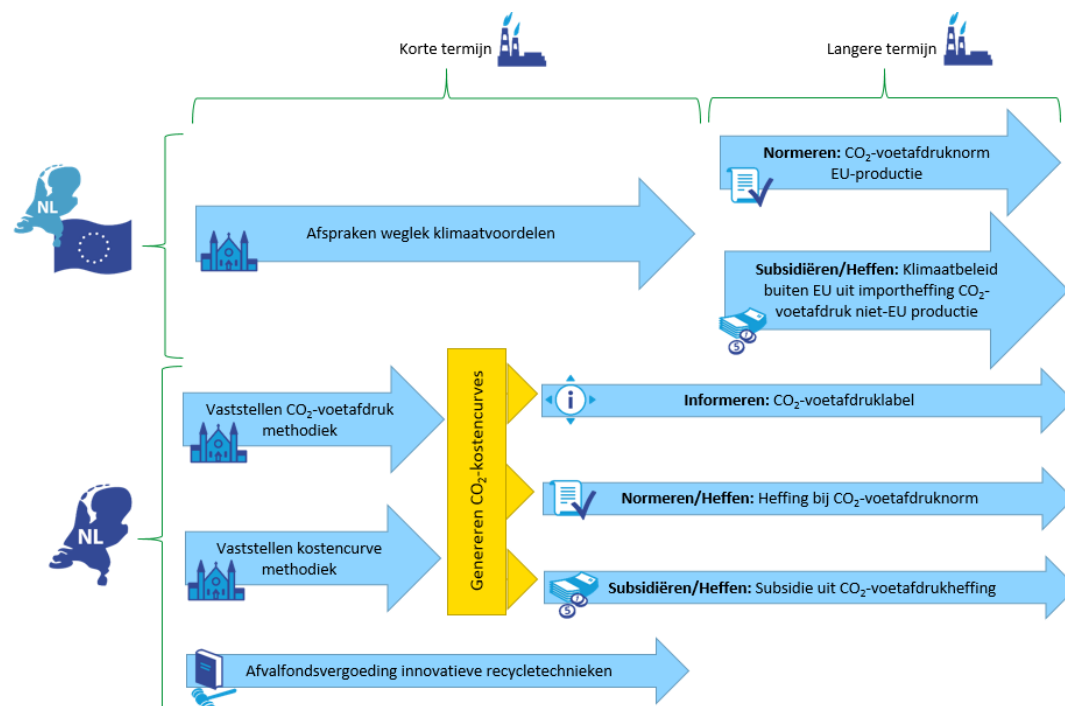 Korte termijn
Langere termijn
NL
Afspraken weglek klimaatvoordelen
Normeren: CO₂-voetafdruknorm
EU-productie
Subsidiëren/Heffen: Klimaatbeleid
buiten EU uit importheffing CO₂-
voetafdruk niet-EU productie
NL
Vaststellen CO₂-voetafdruk
methodiek
Vaststellen kostencurve
methodiek
Genereren CO₂-kostencurves
Informeren: CO₂-voetafdruklabel
Normeren/Heffen: Heffing bij CO₂-voetafdruknorm
Subsidiëren/Heffen: Subsidie uit CO₂-voetafdrukheffing
Afvalfondsvergoeding innovatieve recycletechnieken